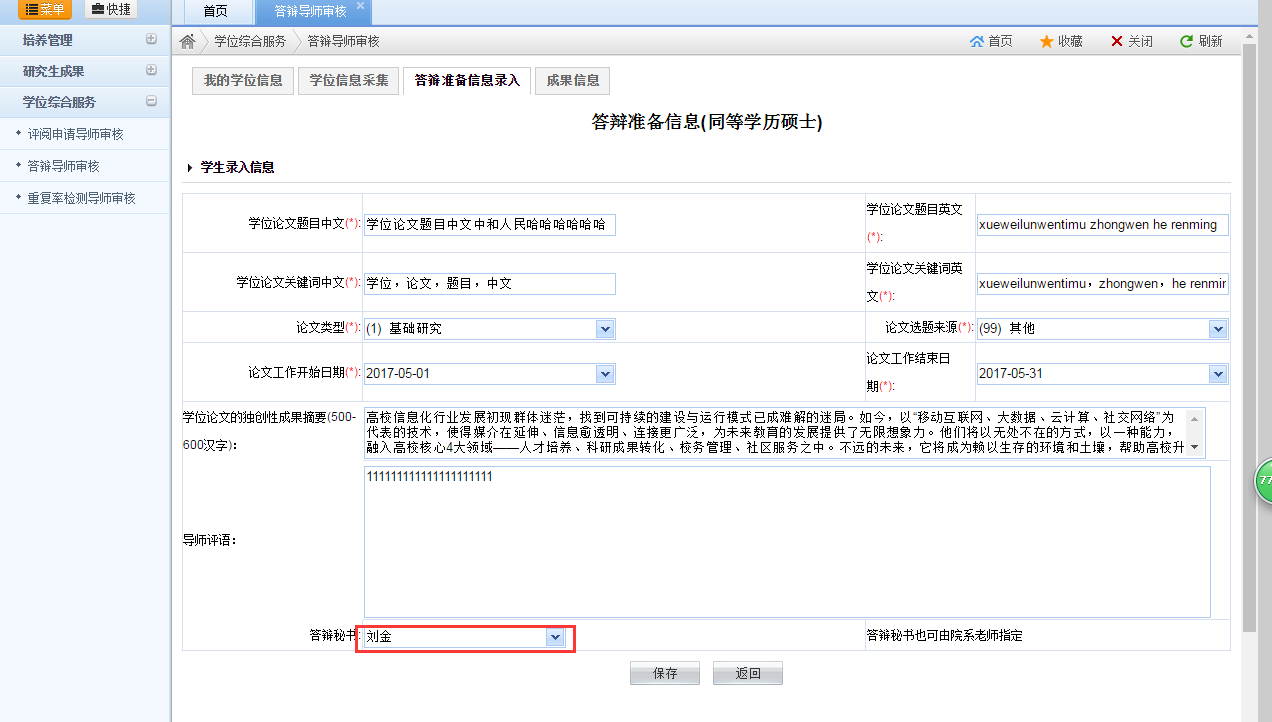 菜单
快捷
首页
答辩导师审核
培养管理
研究生成果
学位综合服务
评阅申请导师审核
答辩导师审核
重复率检测导师审核
学位综合服务
答辩导师审核
首页
收藏
关闭
刷新
我的学位信息
学位信息采集
答辩准备信息录入
成果信息
答辩准备信息(同等学历硕士)
学生录入信息
学位论文题目中文(*):
学位论文题目中文中和人民哈哈哈哈哈哈
学位论文题目英文
(*):
xueweilunwentimu zhongwen he renming
学位论文关键词中文(*):
学位，论文，题目，中文
学位论文关键词英
文(*):
xueweilunwentimu，zhongwen，he renmin
论文类型(*):
(1) 基础研究
论文选题来源(*):
(99) 其他
论文工作开始日期(*):
2017-05-01
论文工作结束日
期(*):
2017-05-31
学位论文的独创性成果摘要(500-
600汉字)：
高校信息化行业发展初现群体迷茫，找到可持续的建设与运行模式已成难解的迷局。如今，以“移动互联网、大数据、云计算、社交网络”为
代表的技术，使得媒介在延伸、信息愈透明、连接更广泛，为未来教育的发展提供了无限想象力。他们将以无处不在的方式，以一种能力，
融入高校核心4大领域——人才培养、科研成果转化、校务管理、社区服务之中。不远的未来，它将成为赖以生存的环境和土壤，帮助高校升
导师评语：
111111111111111111111
答辩秘书:
刘金
答辩秘书也可由院系老师指定
保存
返回
77